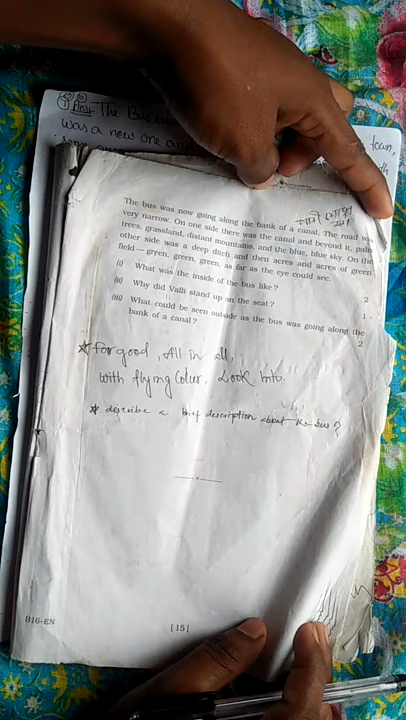 (1) Ans: The Bus
was a new one and
town,
The bus was now going along the bank of a canal. The road was
very narrow. On one side there was the canal and beyond it, palm
trees, grassland, distant mountains, and the blue, blue sky. On the
other side was a deep ditch and then acres and acres of green
field — green, green, green, as far as the eye could see.
(i) What was the inside of the bus like? 2
(ii) Why did Valli stand up on the seat? 1
(iii) What could be seen outside as the bus was going along the
bank of a canal? 2
* For good, All in all,
with flying Colur, Look into.
* describe a brief description about the bus?
B16-EN
[ 15 ]